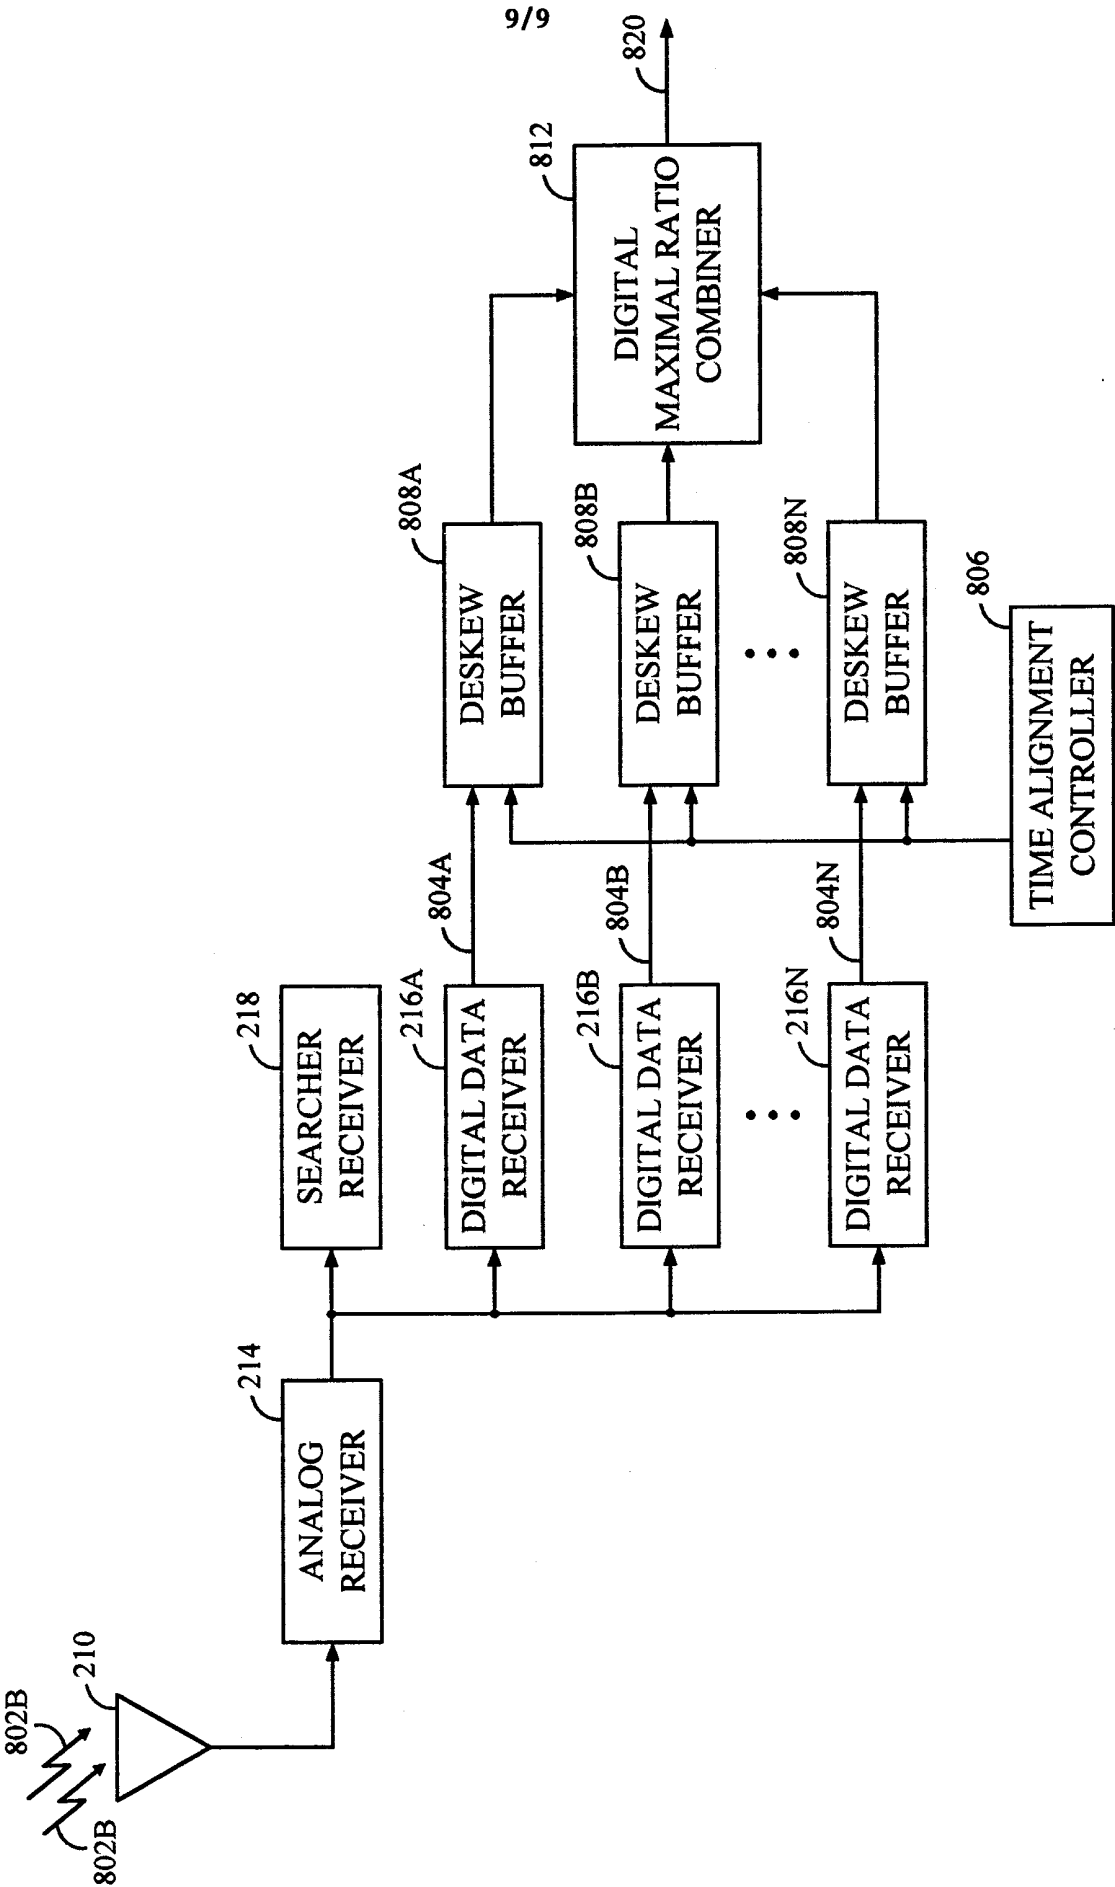 9/9
802B
802B
210
ANALOG
RECEIVER
214
SEARCHER
RECEIVER
218
DIGITAL DATA
RECEIVER
216A
DIGITAL DATA
RECEIVER
216B
DIGITAL DATA
RECEIVER
216N
804A
804B
804N
DESKEW
BUFFER
808A
DESKEW
BUFFER
808B
DESKEW
BUFFER
808N
TIME ALIGNMENT
CONTROLLER
806
DIGITAL
MAXIMAL RATIO
COMBINER
812
820